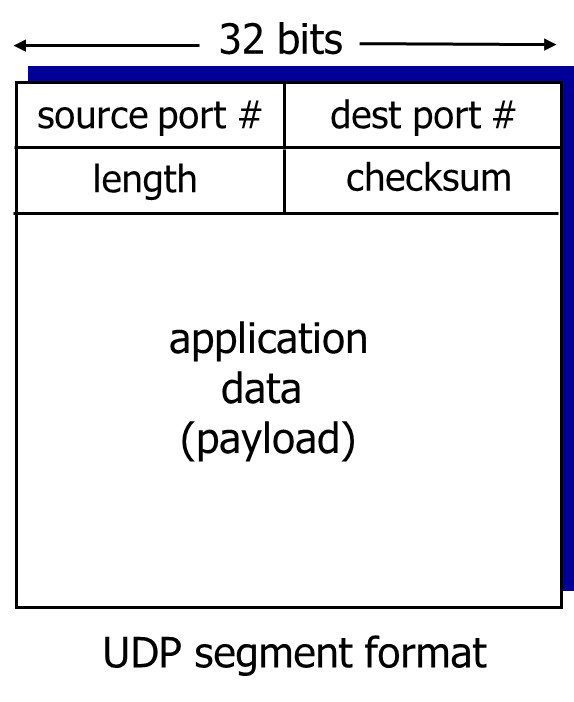 32 bits
source port # dest port #
length checksum
application
data
(payload)
UDP segment format